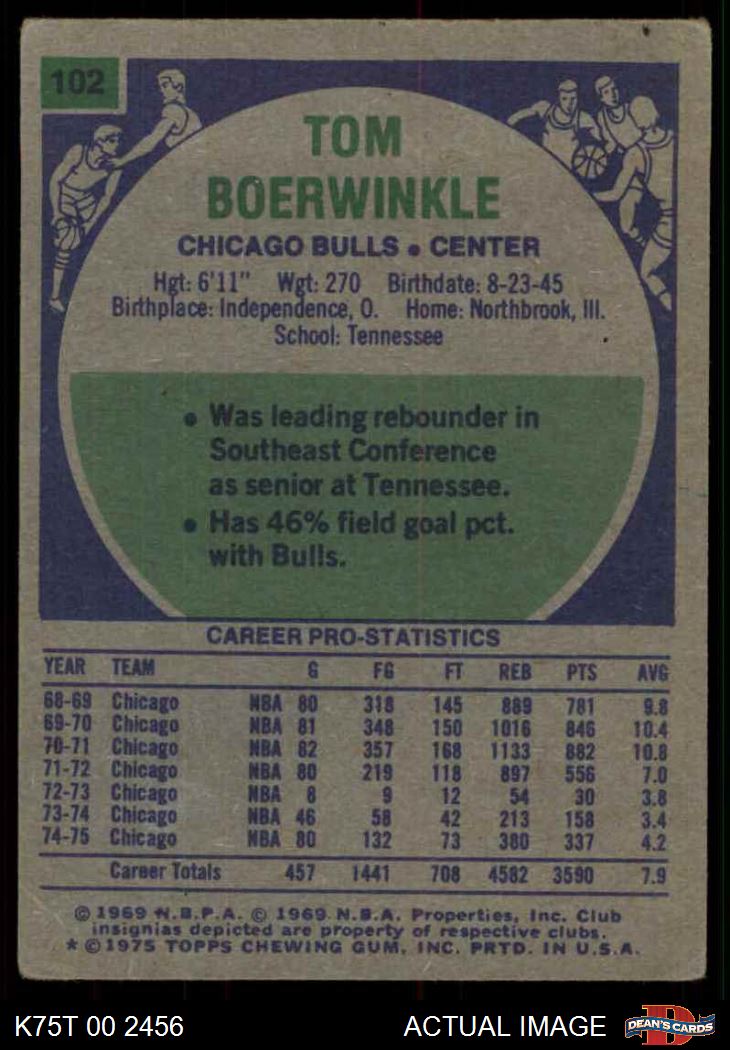 102
TOM
BOERWINKLE
CHICAGO BULLS • CENTER
Hgt: 6'11" Wgt: 270 Birthdate: 8-23-45
Birthplace: Independence, O. Home: Northbrook, Ill.
School: Tennessee
• Was leading rebounder in
Southeast Conference
as senior at Tennessee.
• Has 46% field goal pct.
with Bulls.
CAREER PRO-STATISTICS
YEAR TEAM G FG FT REB PTS AVG
68-69 Chicago NBA 80 318 145 889 781 9.8
69-70 Chicago NBA 81 348 150 1016 846 10.4
70-71 Chicago NBA 82 357 168 1133 882 10.8
71-72 Chicago NBA 80 219 118 897 556 7.0
72-73 Chicago NBA 8 9 12 54 30 3.8
73-74 Chicago NBA 46 58 42 213 158 3.4
74-75 Chicago NBA 80 132 73 380 337 4.2
Career Totals 457 1441 708 4582 3590 7.9
© 1969 N.B.P.A. © 1969 N.B.A. Properties, Inc. Club
insignias depicted are property of respective clubs.
* © 1975 TOPPS CHEWING GUM, INC. PRTD. IN U.S.A.
K75T 00 2456 ACTUAL IMAGE DEAN'S CARDS